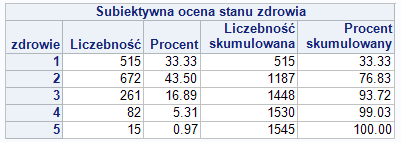 Subiektywna ocena stanu zdrowia
zdrowie Liczebność Procent Liczebność skumulowana Procent skumulowany
1 515 33.33 515 33.33
2 672 43.50 1187 76.83
3 261 16.89 1448 93.72
4 82 5.31 1530 99.03
5 15 0.97 1545 100.00